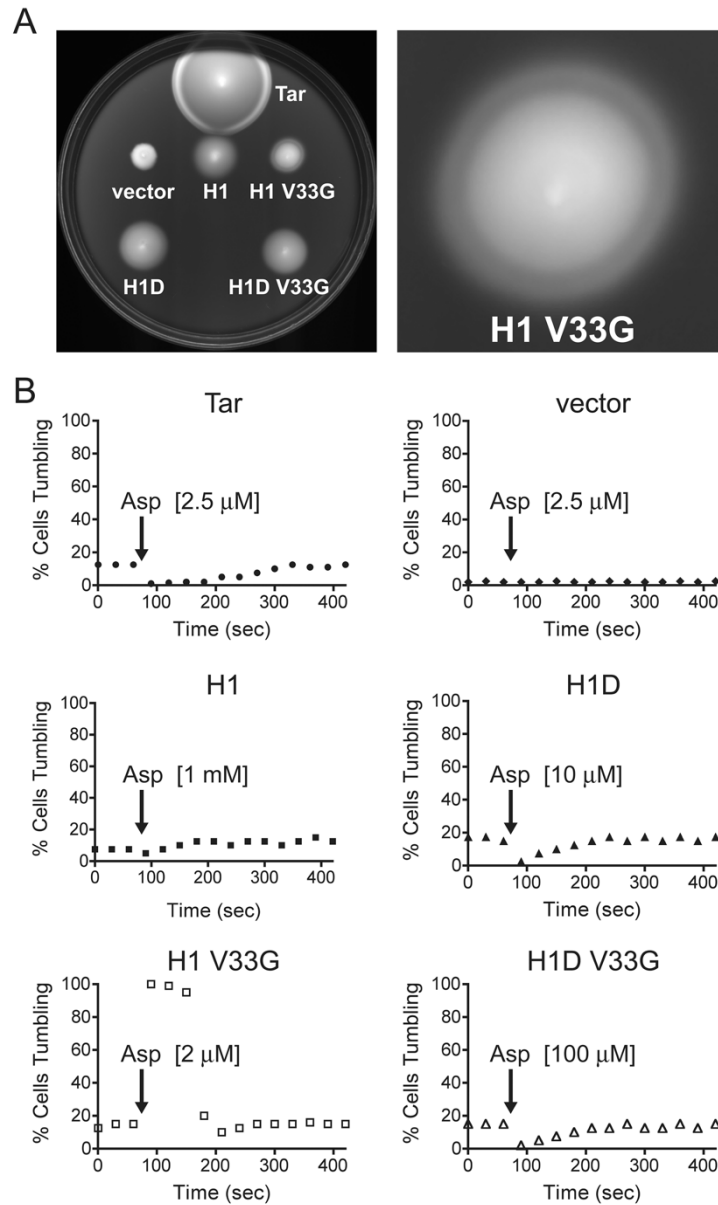 A
Tar
vector
H1
H1 V33G
H1D
H1D V33G
H1 V33G
B
Tar
% Cells Tumbling
100
80
60
40
20
0
Asp [2.5 μM]
0
100
200
300
400
Time (sec)
vector
% Cells Tumbling
100
80
60
40
20
0
Asp [2.5 μM]
0
100
200
300
400
Time (sec)
H1
% Cells Tumbling
100
80
60
40
20
0
Asp [1 mM]
0
100
200
300
400
Time (sec)
H1D
% Cells Tumbling
100
80
60
40
20
0
Asp [10 μM]
0
100
200
300
400
Time (sec)
H1 V33G
% Cells Tumbling
100
80
60
40
20
0
Asp [2 μM]
0
100
200
300
400
Time (sec)
H1D V33G
% Cells Tumbling
100
80
60
40
20
0
Asp [100 μM]
0
100
200
300
400
Time (sec)